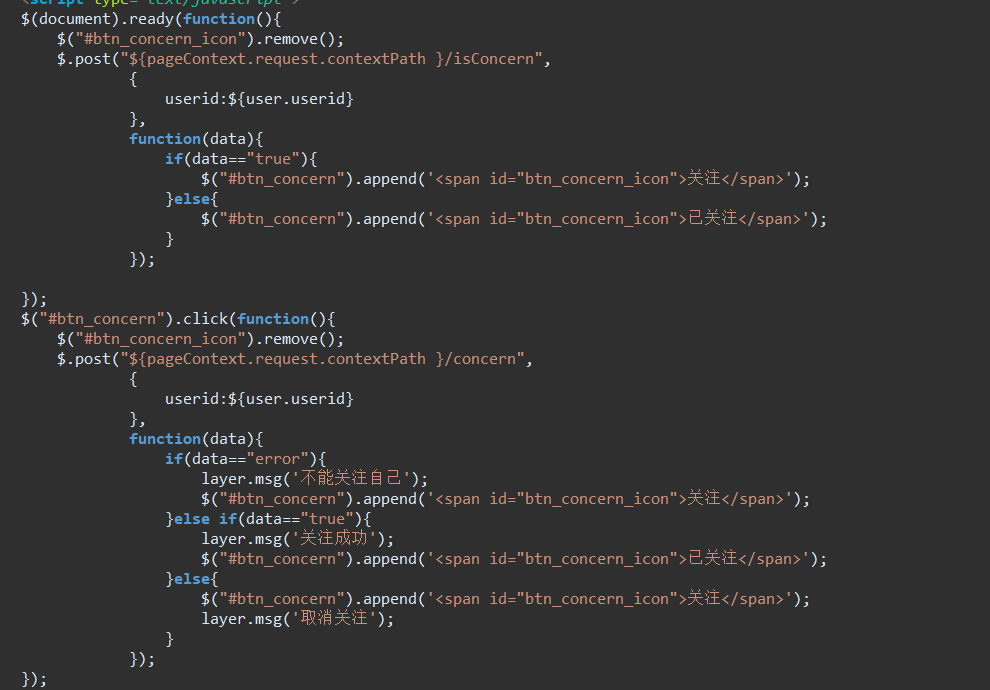 <script type="text/javascript">
$(document).ready(function(){
    $("#btn_concern_icon").remove();
    $.post("${pageContext.request.contextPath }/isConcern",
            {
                userid:${user.userid}
            },
            function(data){
                if(data=="true"){
                    $("#btn_concern").append('<span id="btn_concern_icon">关注</span>');
                }else{
                    $("#btn_concern").append('<span id="btn_concern_icon">已关注</span>');
                }
            });

});
$("#btn_concern").click(function(){
    $("#btn_concern_icon").remove();
    $.post("${pageContext.request.contextPath }/concern",
            {
                userid:${user.userid}
            },
            function(data){
                if(data=="error"){
                    layer.msg('不能关注自己');
                    $("#btn_concern").append('<span id="btn_concern_icon">关注</span>');
                }else if(data=="true"){
                    layer.msg('关注成功');
                    $("#btn_concern").append('<span id="btn_concern_icon">已关注</span>');
                }else{
                    $("#btn_concern").append('<span id="btn_concern_icon">关注</span>');
                    layer.msg('取消关注');
                }
            });
});